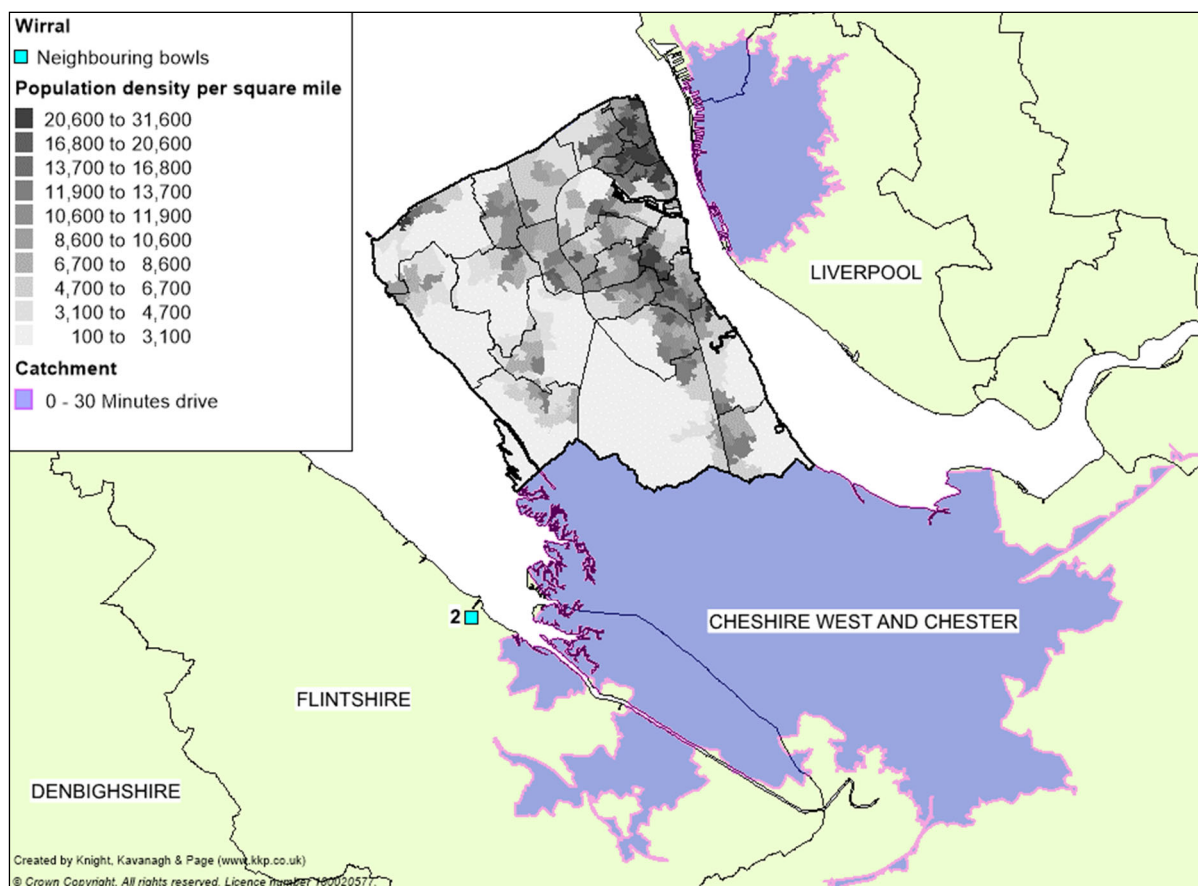 Wirral
Neighbouring bowls
Population density per square mile
20,600 to 31,600
16,800 to 20,600
13,700 to 16,800
11,900 to 13,700
10,600 to 11,900
8,600 to 10,600
6,700 to 8,600
4,700 to 6,700
3,100 to 4,700
100 to 3,100
Catchment
0 - 30 Minutes drive
LIVERPOOL
2
CHESHIRE WEST AND CHESTER
FLINTSHIRE
DENBIGHSHIRE
Created by Knight, Kavanagh & Page (www.kkp.co.uk)
© Crown Copyright. All rights reserved. Licence number 100020577.